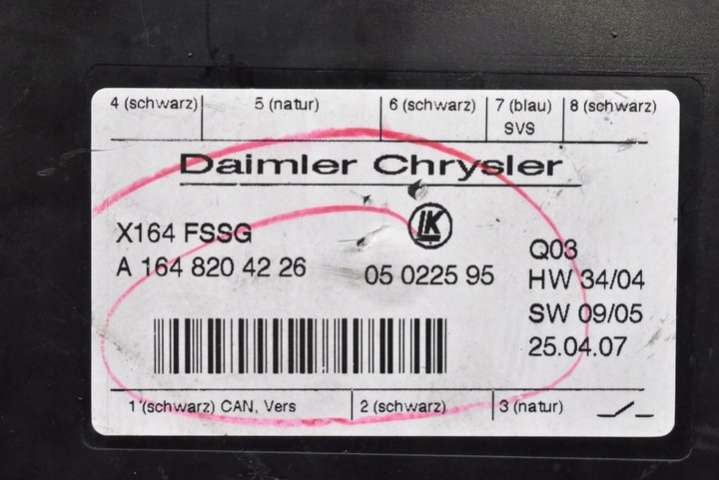 4 (schwarz) 5 (natur) 6 (schwarz) 7 (blau) 8 (schwarz)
SVS
Daimler Chrysler
LK
X164 FSSG
A 164 820 42 26 05 0225 95
Q03
HW 34/04
SW 09/05
25.04.07
1 (schwarz) CAN, Vers 2 (schwarz) 3 (natur)